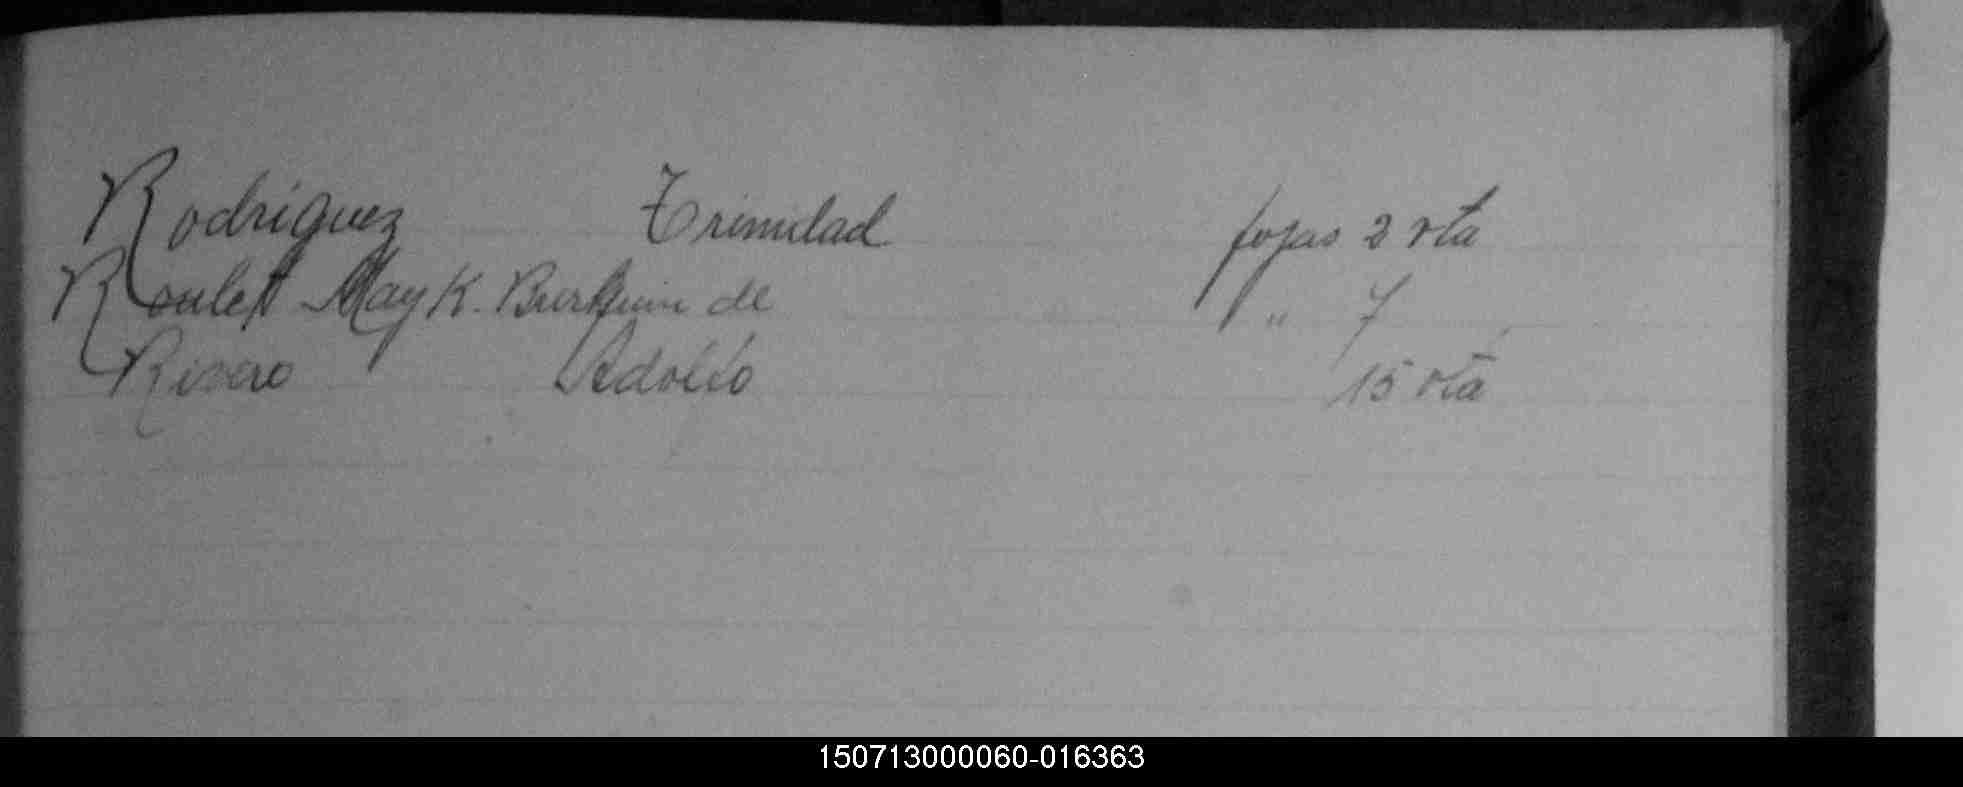 Rodriguez Trinidad fojas 2 vta
Roulet May K. de
" 7
Rivero Adolfo 15 vta
150713000060-016363